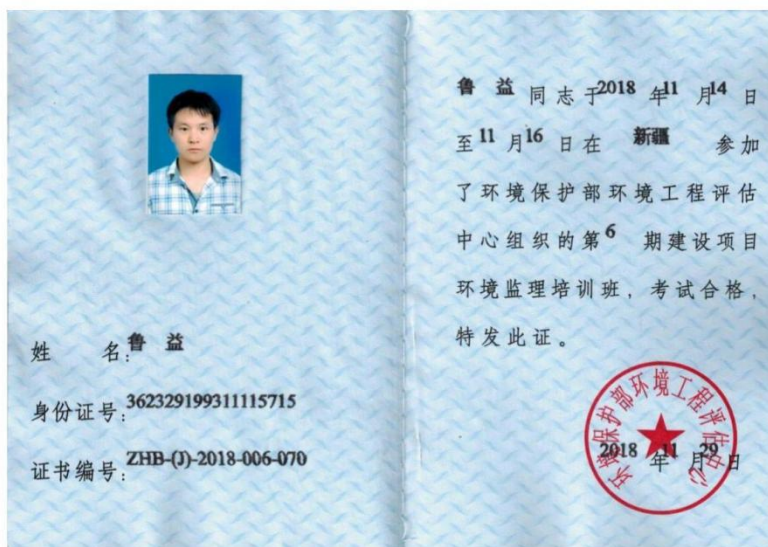 姓 名:鲁 益
身份证号:362329199311115715
证书编号:ZHB-(J)-2018-006-070
鲁 益 同志于2018 年11 月14 日
至11 月16 日在 新疆 参加
了环境保护部环境工程评估
中心组织的第6 期建设项目
环境监理培训班，考试合格，
特发此证。
环境保护部环境工程评估中心
2018 年11 月29日